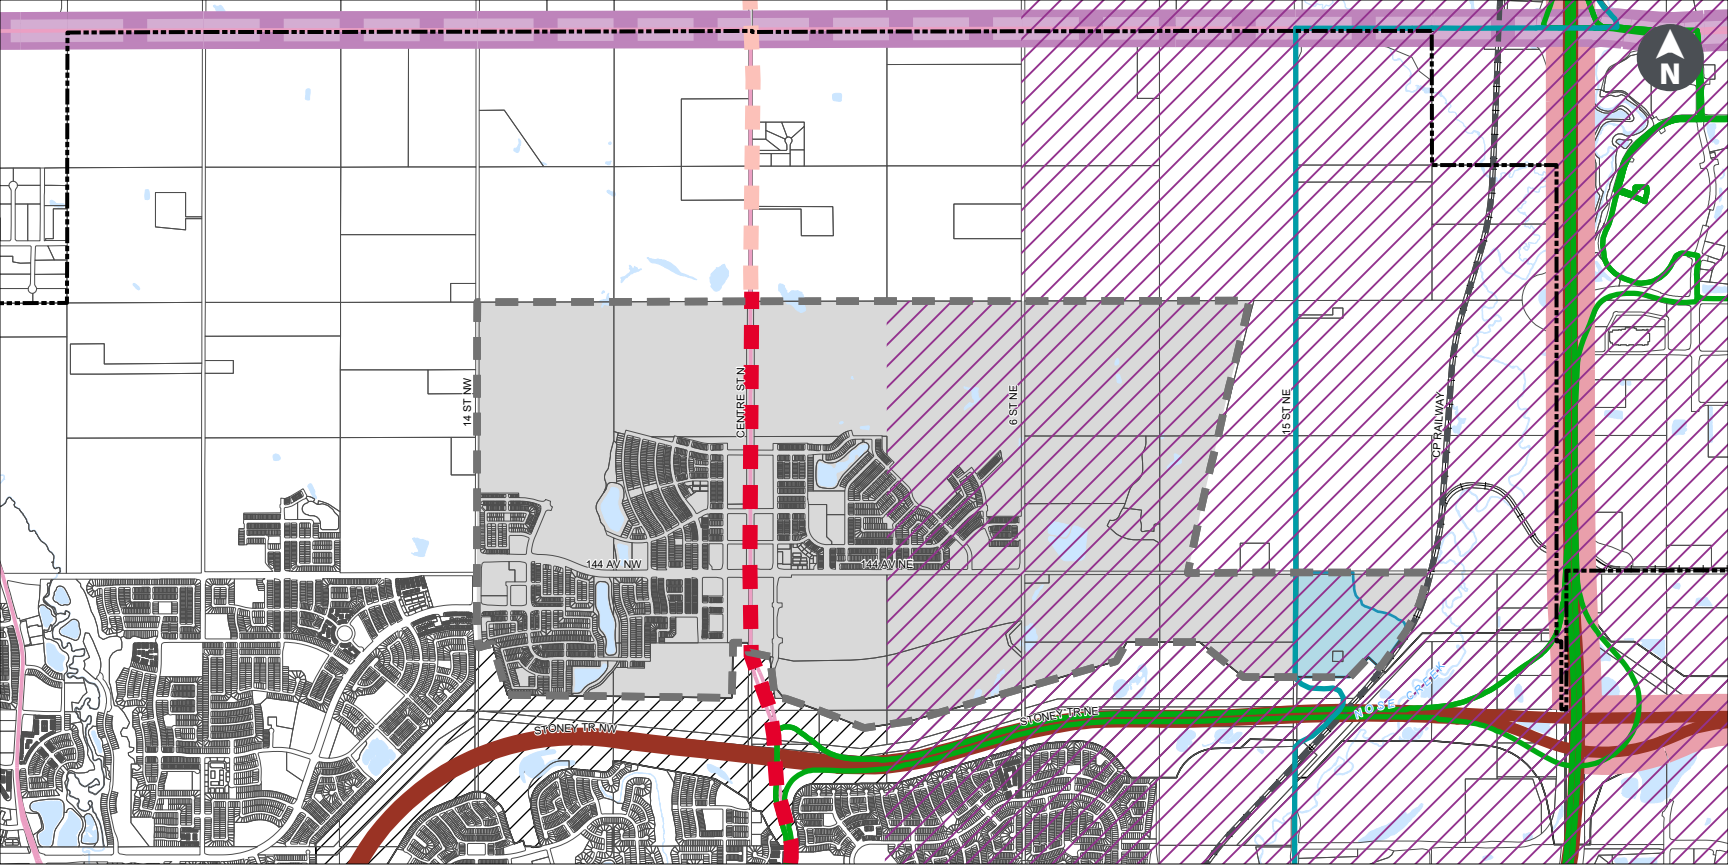 N
14 ST NW
CENTRE ST N
6 ST NE
15 ST NE
CP RAILWAY
144 AV NW
144 AV NE
STONEY TR NW
STONEY TR NE
NOSE CREEK